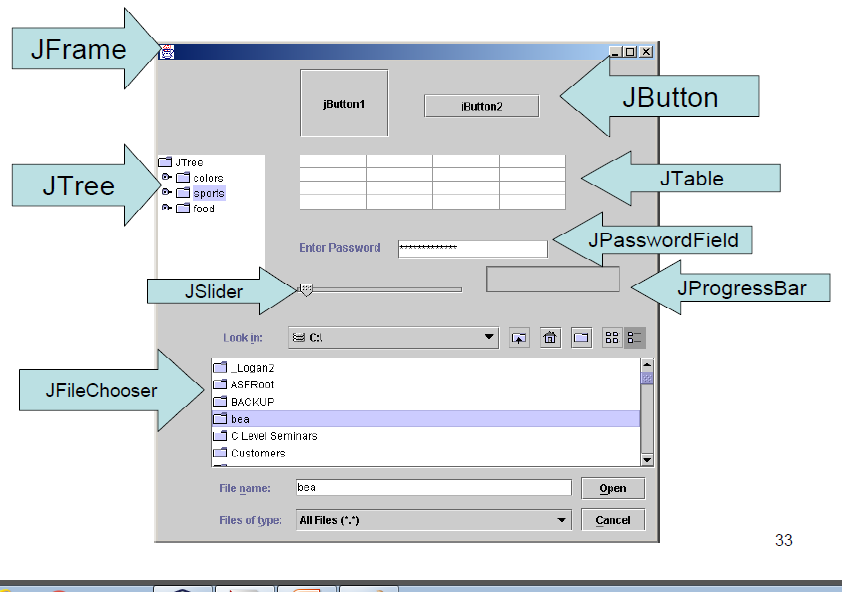 JFrame
jButton1
jButton2
JButton
JTree
JTree
colors
sports
food
JTable
Enter Password
*************
JPasswordField
JSlider
JProgressBar
Look in:
C:\
JFileChooser
_Logan2
ASFRoot
BACKUP
bea
C Level Seminars
Customers
File name:
bea
Open
Files of type:
All Files (*.*)
Cancel
33